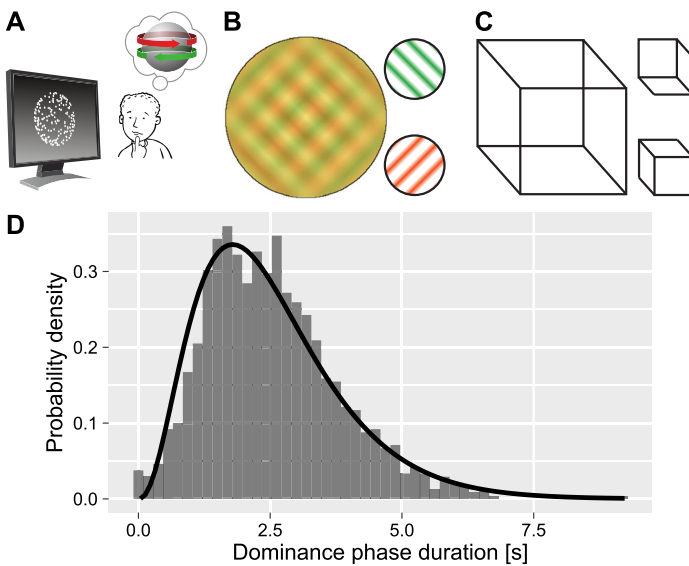 A
B
C
D
0.3
0.2
0.1
0.0
Probability density
0.0
2.5
5.0
7.5
Dominance phase duration [s]